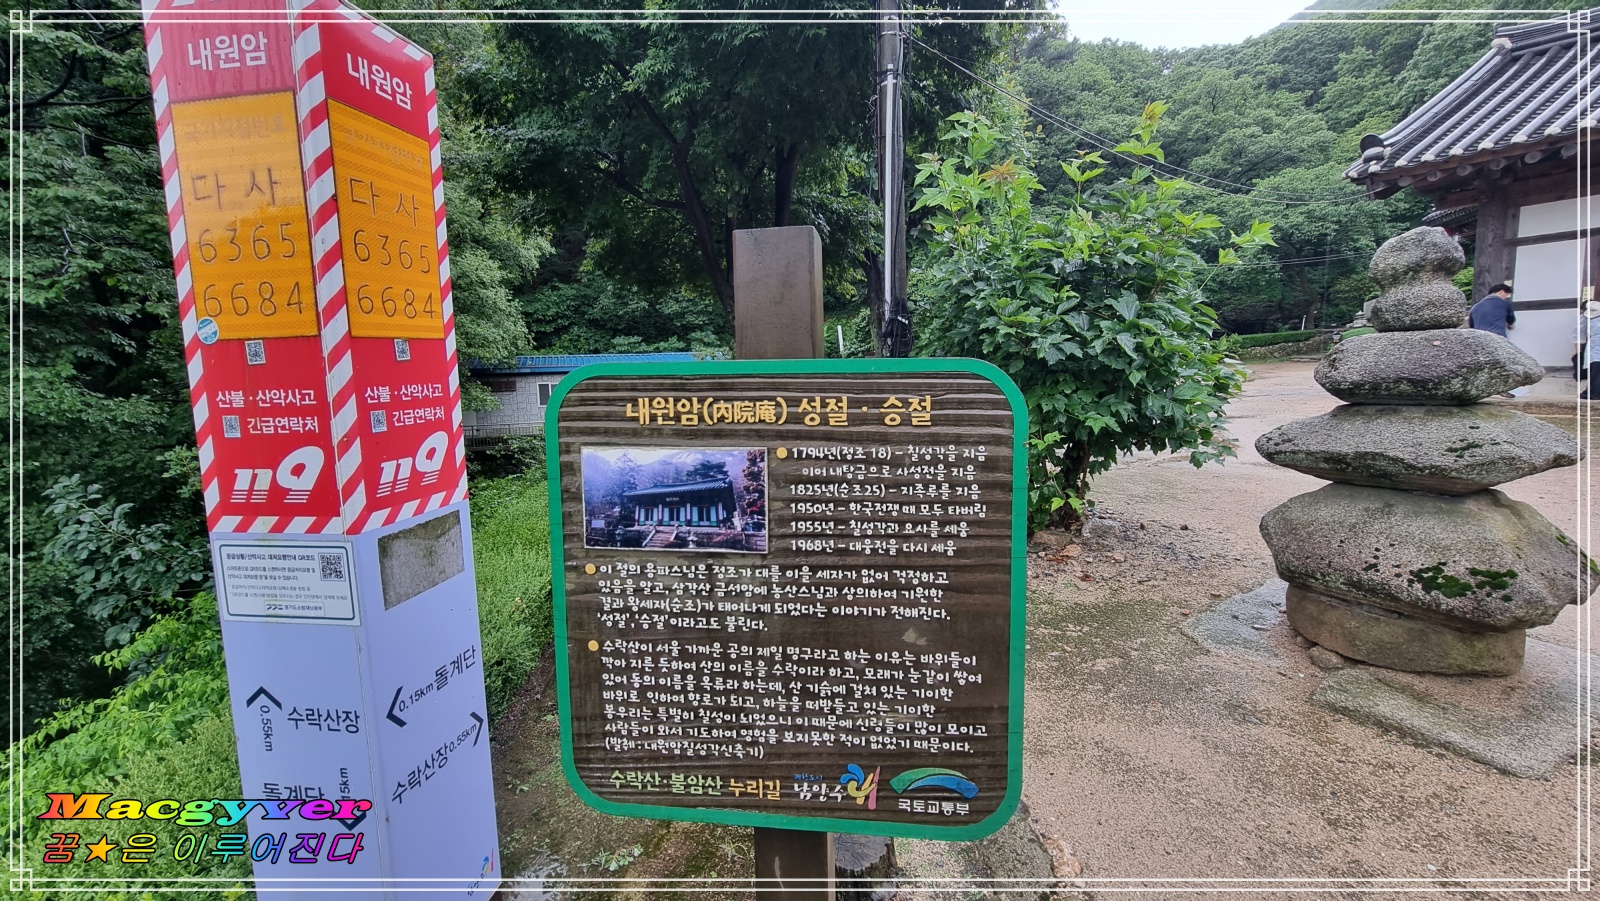 내원암
다 사
6365
6684
산불·산악사고
긴급연락처
119
응급상황/산악사고 대처요령안내 QR코드
0.55km
수락산장
돌계단
내원암
다 사
6365
6684
산불·산악사고
긴급연락처
119
0.15km 돌계단
수락산장 0.55km
내원암(內院庵) 성절·승절
1794년(정조 18) – 칠성각을 지음
이어 내탕금으로 사성전을 지음
1825년(순조25) – 지족루를 지음
1950년 – 한국전쟁 때 모두 타버림
1955년 – 칠성각과 요사를 세움
1968년 – 대웅전을 다시 세움
이 절의 용파스님은 정조가 대를 이을 세자가 없어 걱정하고
있음을 알고, 삼각산 금선암에 농산스님과 상의하여 기원한
결과 왕세자(순조)가 태어나게 되었다는 이야기가 전해진다.
'성절', '승절'이라고도 불린다.
수락산이 서울 가까운 곳의 제일 명구라고 하는 이유는 바위들이
깍아 지른 듯하여 산의 이름을 수락이라 하고, 모래가 눈같이 쌓여
있어 동의 이름을 옥류라 하는데, 산 기슭에 걸쳐 있는 기이한
바위로 인하여 향로가 되고, 하늘을 떠받들고 있는 기이한
봉우리는 특별히 칠성이 되었으니 이 때문에 신령들이 많이 모이고
사람들이 와서 기도하여 영험을 보지못한 적이 없었기 때문이다.
(발췌 : 내원암칠성각신축기)
수락산·불암산 누리길
남양주
국토교통부
Macgyver
꿈★은 이루어진다